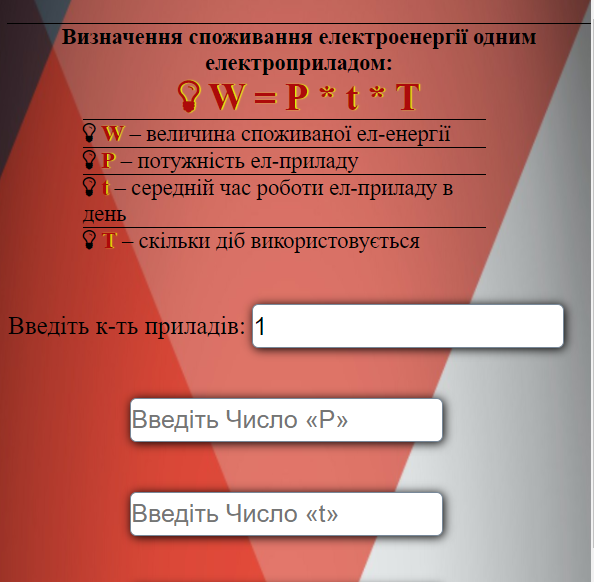 Визначення споживання електроенергії одним
електроприладом:
W = P * t * T
W – величина споживаної ел-енергії
P – потужність ел-приладу
t – середній час роботи ел-приладу в
день
T – скільки діб використовується
Введіть к-ть приладів: 1
Введіть Число «P»
Введіть Число «t»